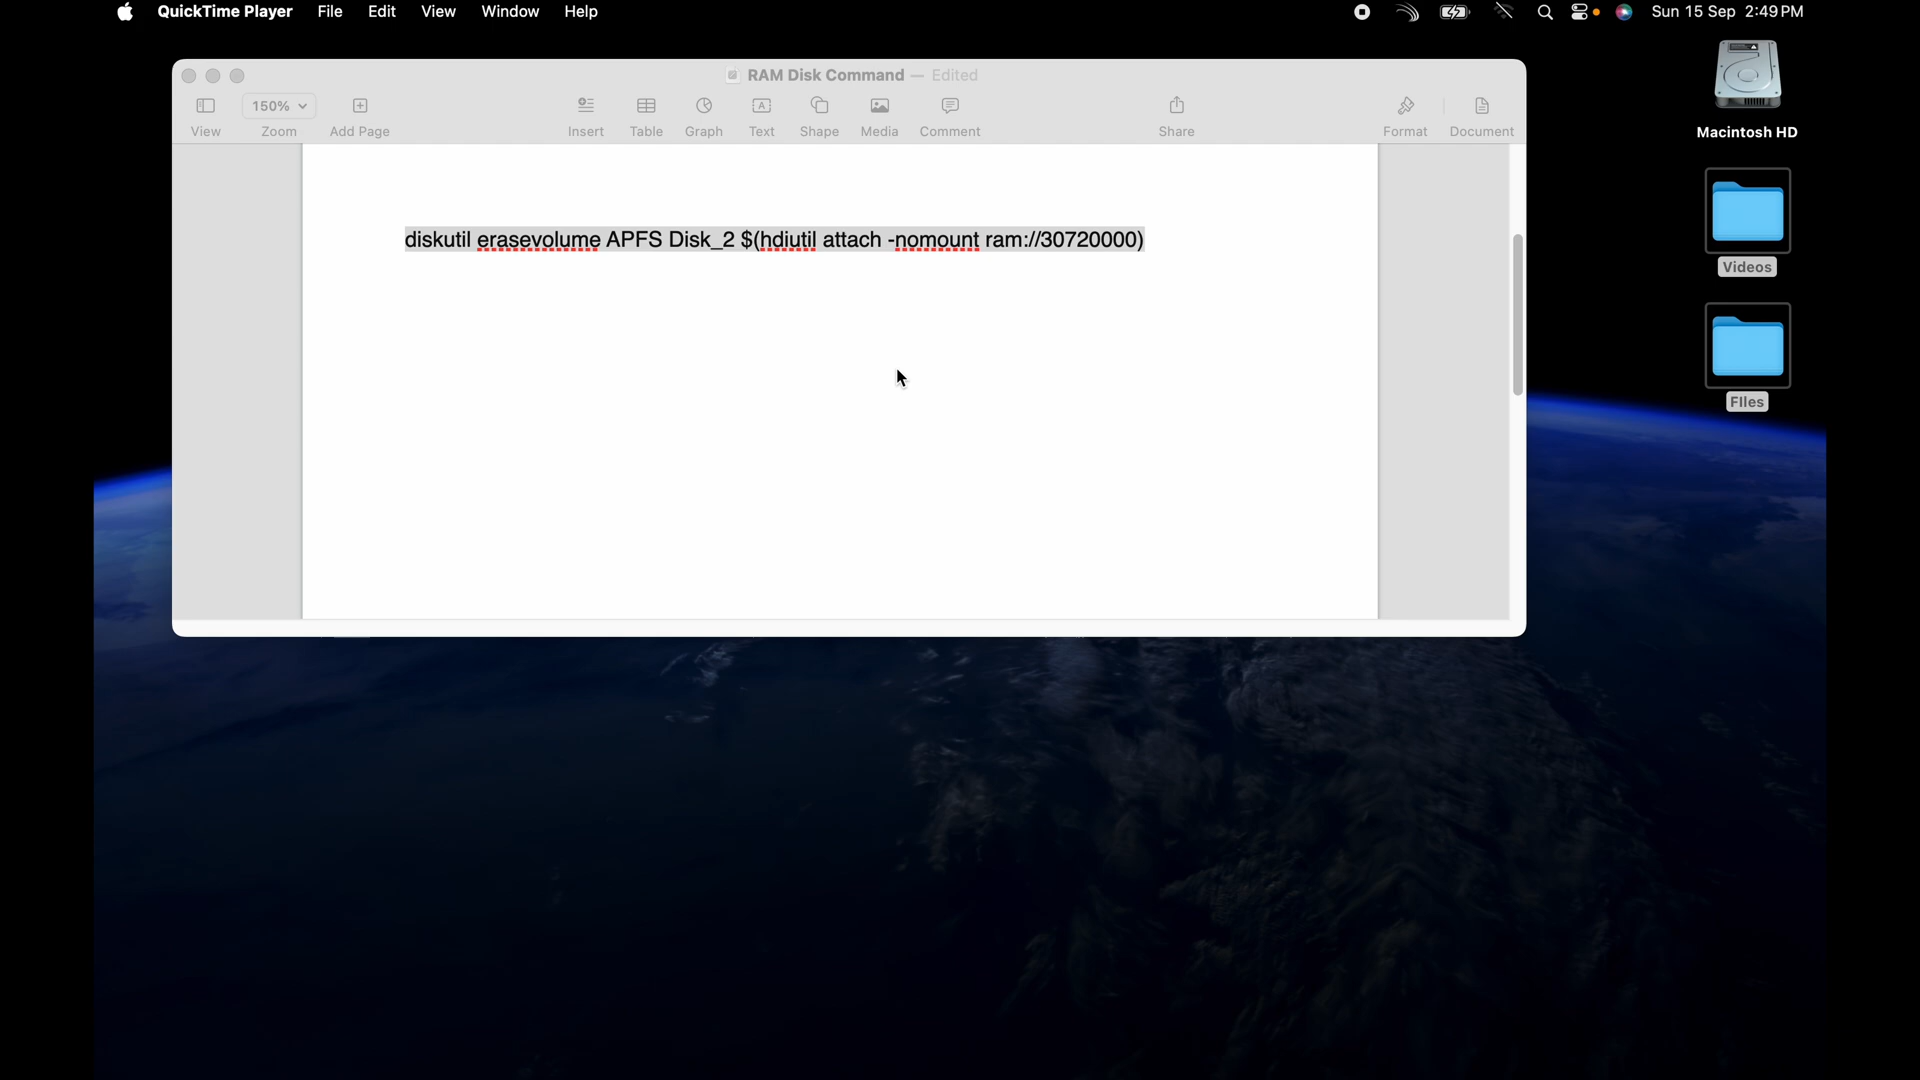 QuickTime Player File Edit View Window Help Sun 15 Sep 2:49 PM
RAM Disk Command — Edited
150%
View Zoom Add Page Insert Table Graph Text Shape Media Comment Share Format Document
diskutil erasevolume APFS Disk_2 $(hdiutil attach -nomount ram://30720000)
Macintosh HD
Videos
FIles